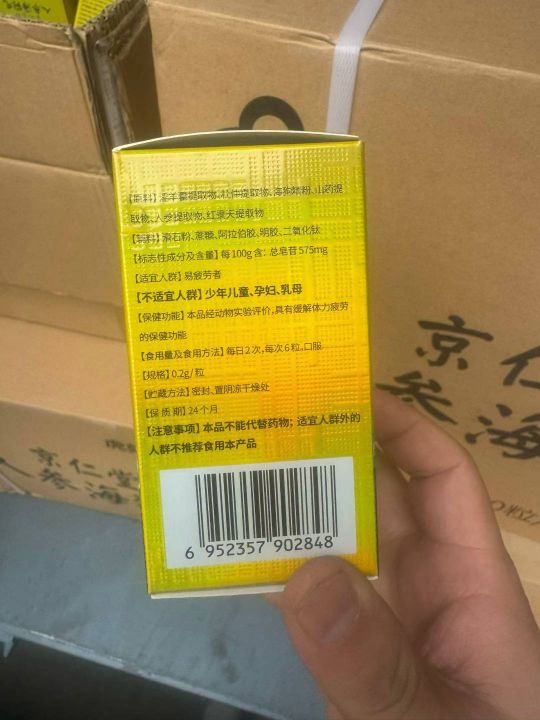 【原料】淫羊藿提取物、杜仲提取物、海狗鞭粉、山药提
取物、人参提取物、红景天提取物
【辅料】滑石粉、蔗糖、阿拉伯胶、明胶、二氧化钛
【标志性成分及含量】每100g含：总皂苷575mg
【适宜人群】易疲劳者
【不适宜人群】少年儿童、孕妇、乳母
【保健功能】本品经动物实验评价，具有缓解体力疲劳
的保健功能
【食用量及食用方法】每日2次，每次6粒，口服
【规格】0.2g/粒
【贮藏方法】密封、置阴凉干燥处
【保质期】24个月
【注意事项】本品不能代替药物；适宜人群外的
人群不推荐食用本产品
6 952357 902848
京仁
参海
京仁堂
参海